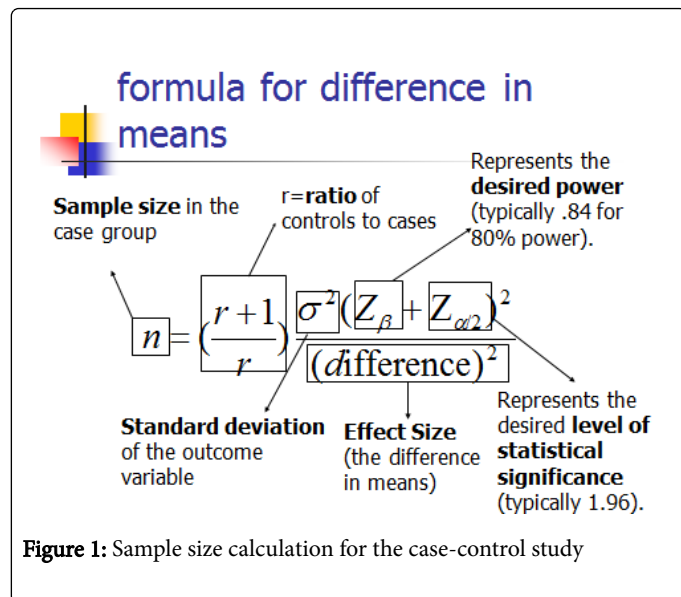 formula for difference in
means
Represents the
desired power
(typically .84 for
80% power).
r=ratio of
controls to cases
Sample size in the
case group
n = (r + 1 / r) σ² (Z_β + Z_α/2)² / (difference)²
Standard deviation
of the outcome
variable
Effect Size
(the difference
in means)
Represents the
desired level of
statistical
significance
(typically 1.96).
Figure 1: Sample size calculation for the case-control study